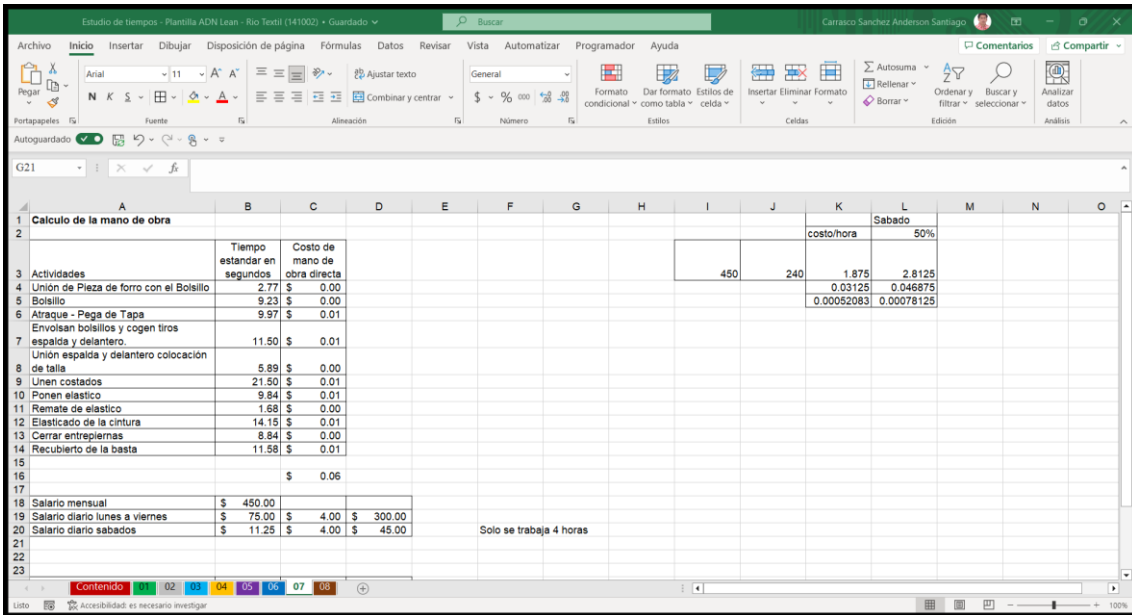 Estudio de tiempos - Plantilla ADN Lean - Rio Textil (141002) • Guardado
Buscar
Carrasco Sanchez Anderson Santiago
Archivo Inicio Insertar Dibujar Disposición de página Fórmulas Datos Revisar Vista Automatizar Programador Ayuda Comentarios Compartir
Pegar
Arial 11 A A
N K S A
Ajustar texto
Combinar y centrar
General
$ % 000
Formato condicional Dar formato como tabla Estilos de celda
Insertar Eliminar Formato
Autosuma
Rellenar
Borrar
Ordenar y filtrar Buscar y seleccionar
Analizar datos
Portapapeles Fuente Alineación Número Estilos Celdas Edición Análisis
Autoguardado
G21 fx
A B C D E F G H I J K L M N O
1 Calculo de la mano de obra Sabado
2 costo/hora 50%
3 Actividades Tiempo estandar en segundos Costo de mano de obra directa 450 240 1.875 2.8125
4 Unión de Pieza de forro con el Bolsillo 2.77 $ 0.00 0.03125 0.046875
5 Bolsillo 9.23 $ 0.00 0.00052083 0.00078125
6 Atraque - Pega de Tapa 9.97 $ 0.01
7 Envolsan bolsillos y cogen tiros espalda y delantero. 11.50 $ 0.01
8 Unión espalda y delantero colocación de talla 5.89 $ 0.00
9 Unen costados 21.50 $ 0.01
10 Ponen elastico 9.84 $ 0.01
11 Remate de elastico 1.68 $ 0.00
12 Elasticado de la cintura 14.15 $ 0.01
13 Cerrar entrepiernas 8.84 $ 0.00
14 Recubierto de la basta 11.58 $ 0.01
15
16 $ 0.06
17
18 Salario mensual $ 450.00
19 Salario diario lunes a viernes $ 75.00 $ 4.00 $ 300.00
20 Salario diario sabados $ 11.25 $ 4.00 $ 45.00 Solo se trabaja 4 horas
21
22
23
Contenido 01 02 03 04 05 06 07 08
Listo Accesibilidad: es necesario investigar 100%